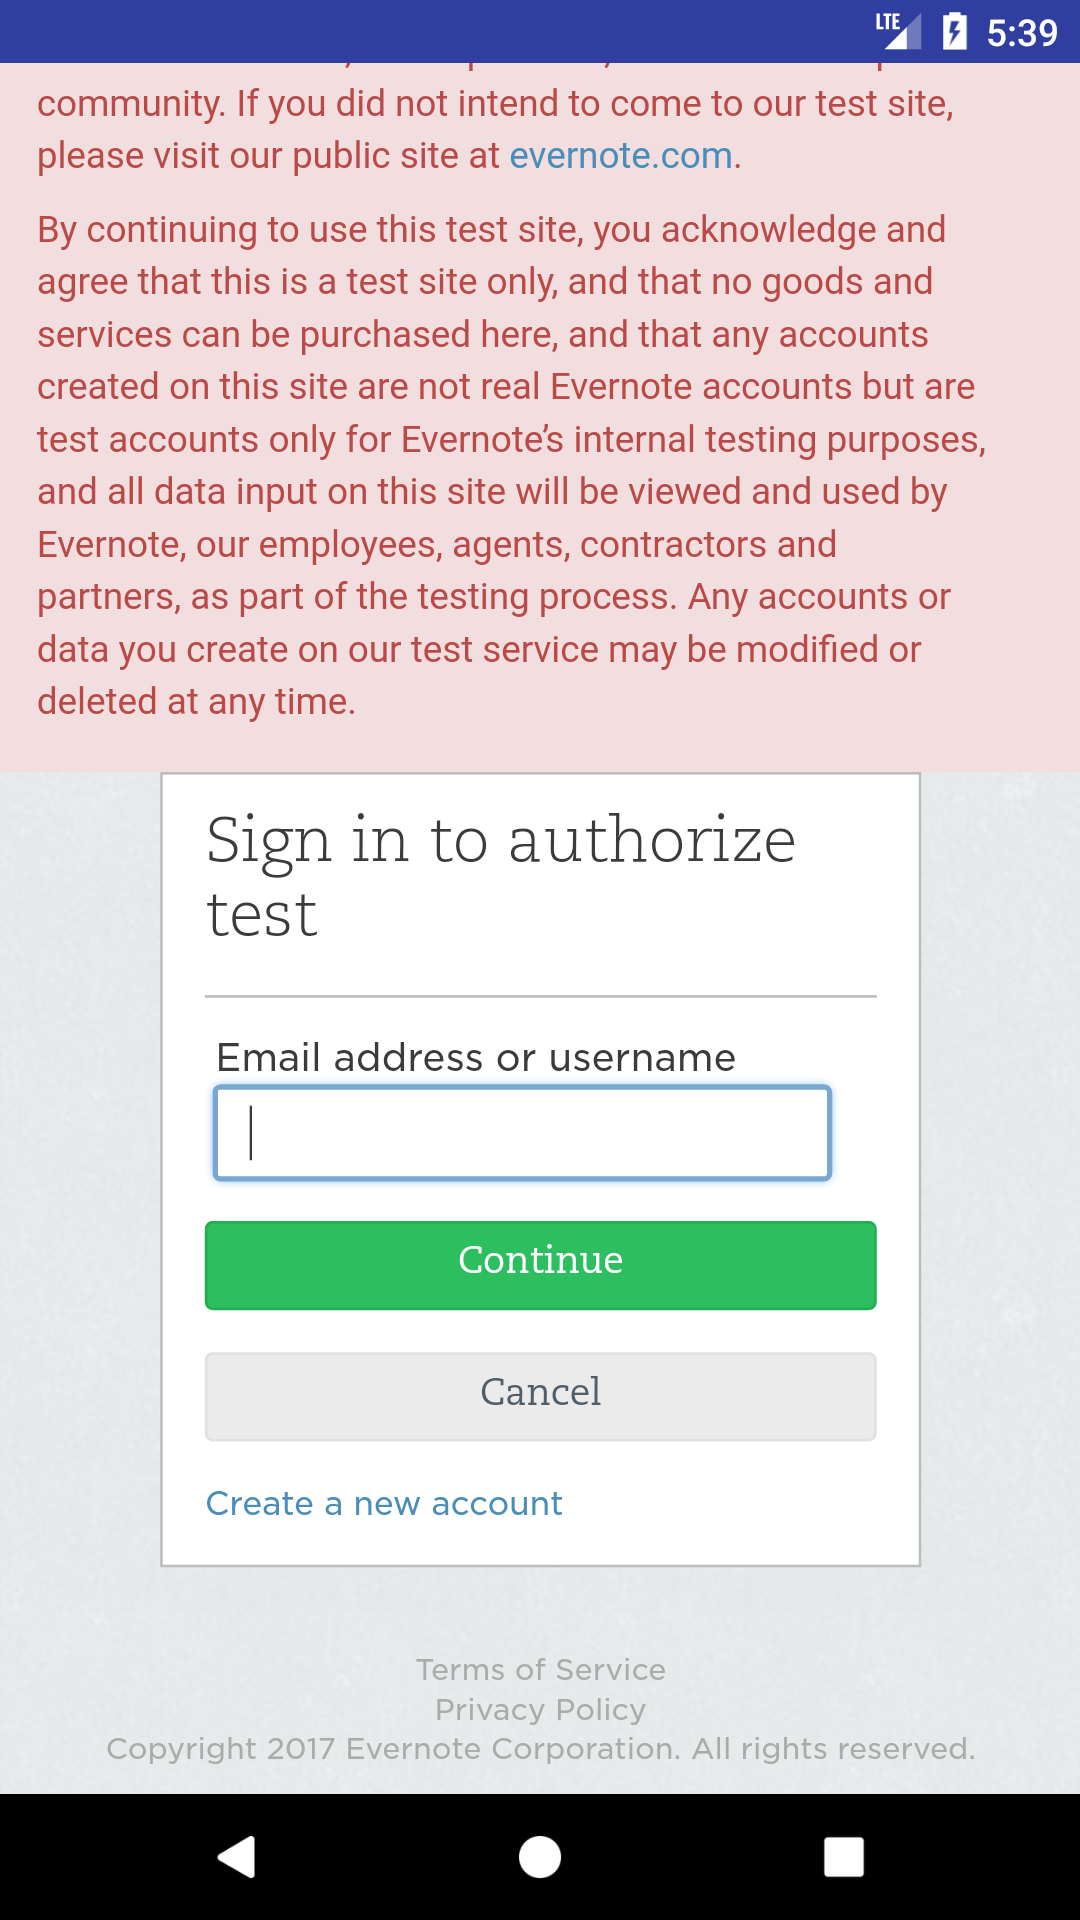 LTE 5:39
community. If you did not intend to come to our test site,
please visit our public site at evernote.com.
By continuing to use this test site, you acknowledge and
agree that this is a test site only, and that no goods and
services can be purchased here, and that any accounts
created on this site are not real Evernote accounts but are
test accounts only for Evernote’s internal testing purposes,
and all data input on this site will be viewed and used by
Evernote, our employees, agents, contractors and
partners, as part of the testing process. Any accounts or
data you create on our test service may be modified or
deleted at any time.
Sign in to authorize
test
Email address or username
Continue
Cancel
Create a new account
Terms of Service
Privacy Policy
Copyright 2017 Evernote Corporation. All rights reserved.